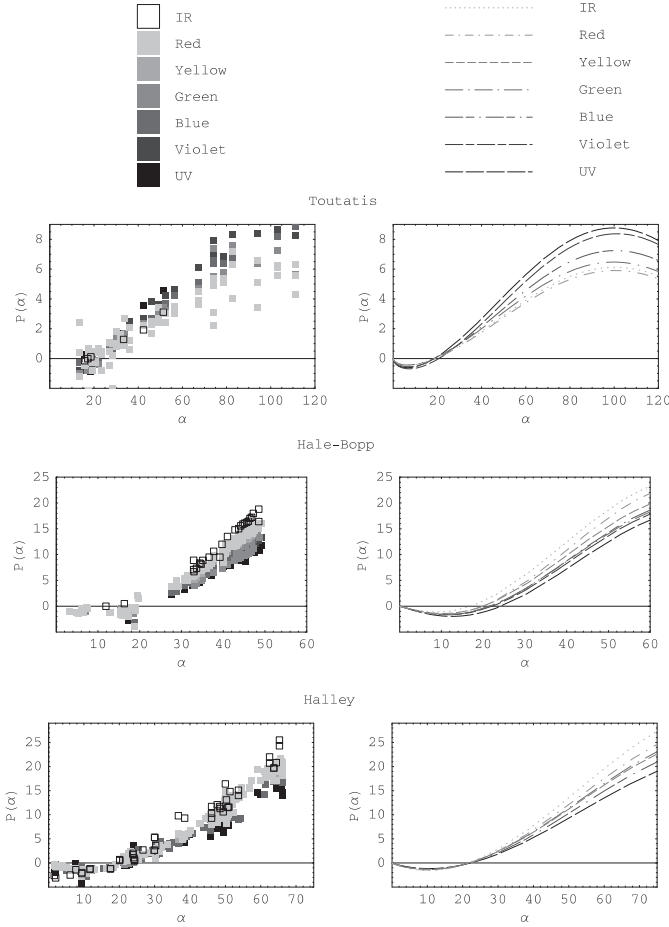 IR IR
Red Red
Yellow Yellow
Green Green
Blue Blue
Violet Violet
UV UV
Toutatis
8
6
4
2
0
P(α)
20 40 60 80 100 120
α
8
6
4
2
0
P(α)
20 40 60 80 100 120
α
Hale-Bopp
25
20
15
10
5
0
P(α)
10 20 30 40 50 60
α
25
20
15
10
5
0
P(α)
10 20 30 40 50 60
α
Halley
25
20
15
10
5
0
P(α)
10 20 30 40 50 60 70
α
25
20
15
10
5
0
P(α)
10 20 30 40 50 60 70
α